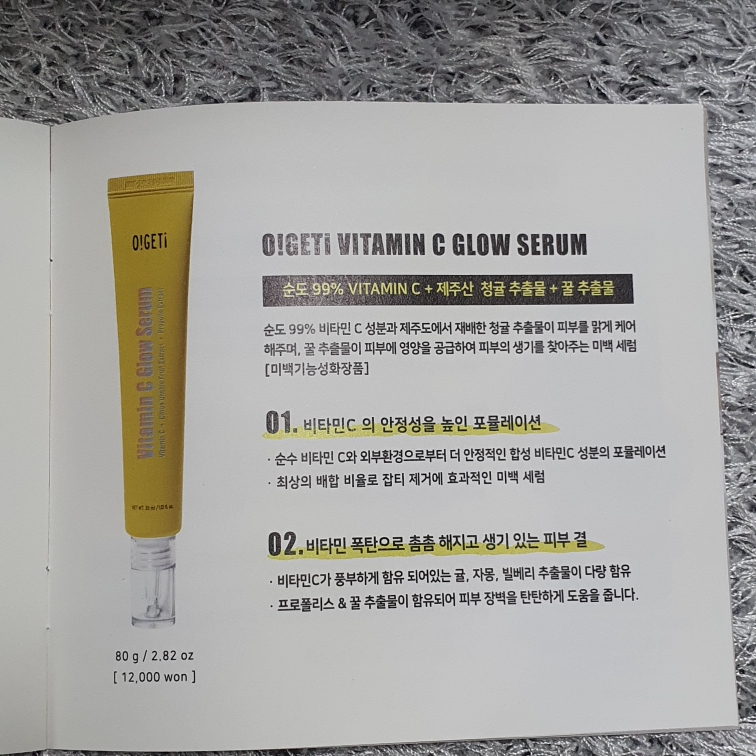 O!GETi
Vitamin C Glow Serum
O!GETi VITAMIN C GLOW SERUM
순도 99% VITAMIN C + 제주산 청귤 추출물 + 꿀 추출물
순도 99% 비타민 C 성분과 제주도에서 재배한 청귤 추출물이 피부를 맑게 케어
해주며, 꿀 추출물이 피부에 영양을 공급하여 피부의 생기를 찾아주는 미백 세럼
[미백기능성화장품]
01. 비타민C 의 안정성을 높인 포뮬레이션
· 순수 비타민 C와 외부환경으로부터 더 안정적인 합성 비타민C 성분의 포뮬레이션
· 최상의 배합 비율로 잡티 제거에 효과적인 미백 세럼
02. 비타민 폭탄으로 촘촘 해지고 생기 있는 피부 결
· 비타민C가 풍부하게 함유 되어있는 귤, 자몽, 빌베리 추출물이 다량 함유
· 프로폴리스 & 꿀 추출물이 함유되어 피부 장벽을 탄탄하게 도움을 줍니다.
80 g / 2.82 oz
[ 12,000 won ]